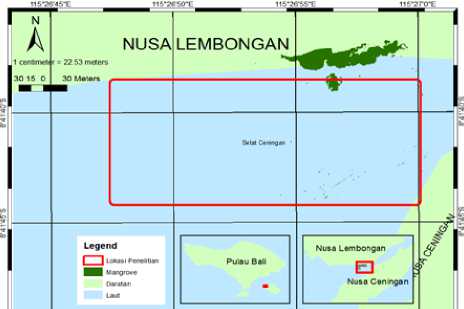 115°26'45"E 115°26'50"E 115°26'55"E 115°27'0"E
N
NUSA LEMBONGAN
1 centimeter = 22.53 meters
30 15 0 30 Meters
8°41'40"S
8°41'40"S
Selat Ceningan
8°41'45"S
8°41'45"S
NUSA CENINGAN
Legend
Lokasi Penelitian
Mangrove
Daratan
Laut
Pulau Bali
Nusa Lembongan
Nusa Ceningan